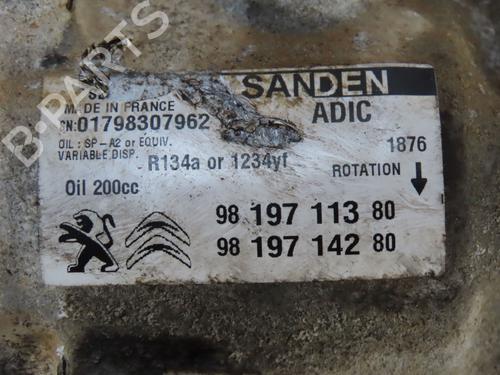 SANDEN
M. DE IN FRANCE
ADIC
SN:01798307962
OIL : SP-A2 or EQUIV.
VARIABLE DISP.
1876
R134a or 1234yf
ROTATION
Oil 200cc
98 197 113 80
98 197 142 80
B-PARTS